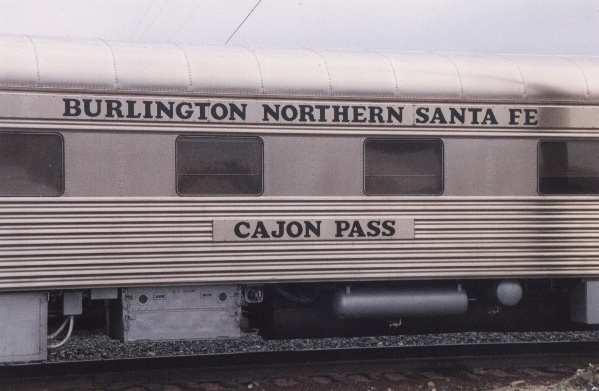 BURLINGTON NORTHERN SANTA FE
CAJON PASS